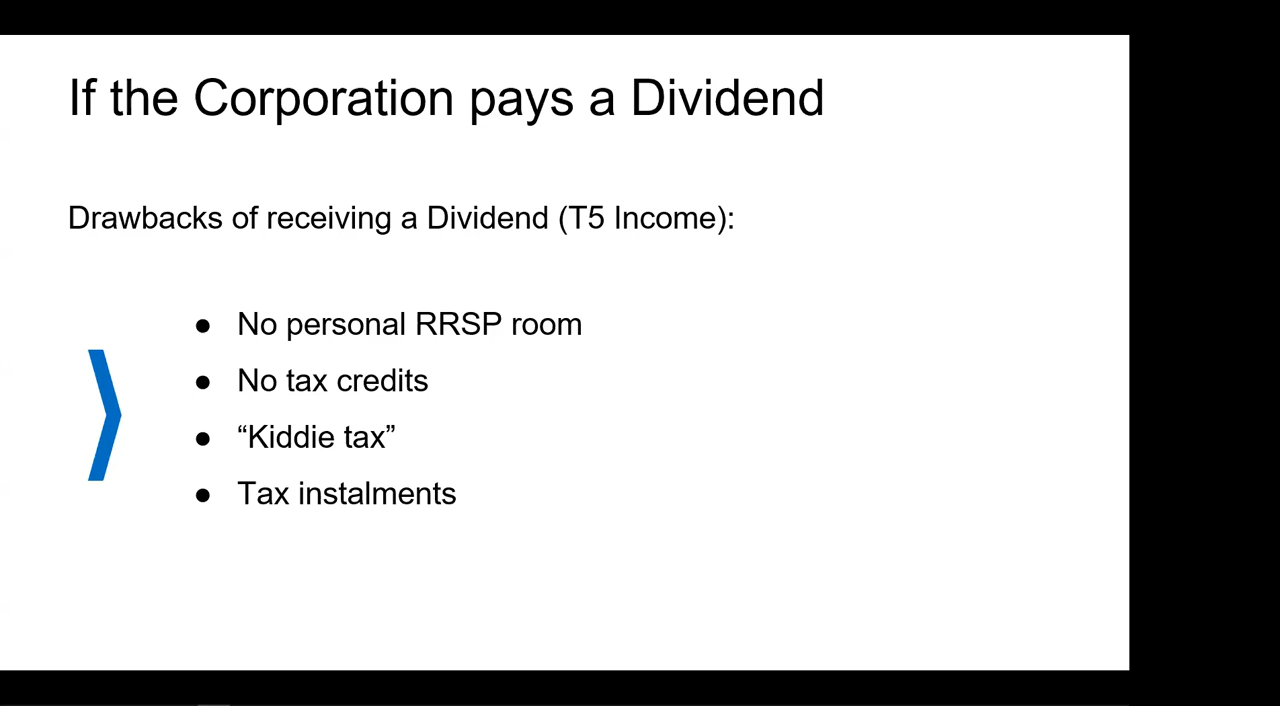 If the Corporation pays a Dividend
Drawbacks of receiving a Dividend (T5 Income):
● No personal RRSP room
● No tax credits
● “Kiddie tax”
● Tax instalments